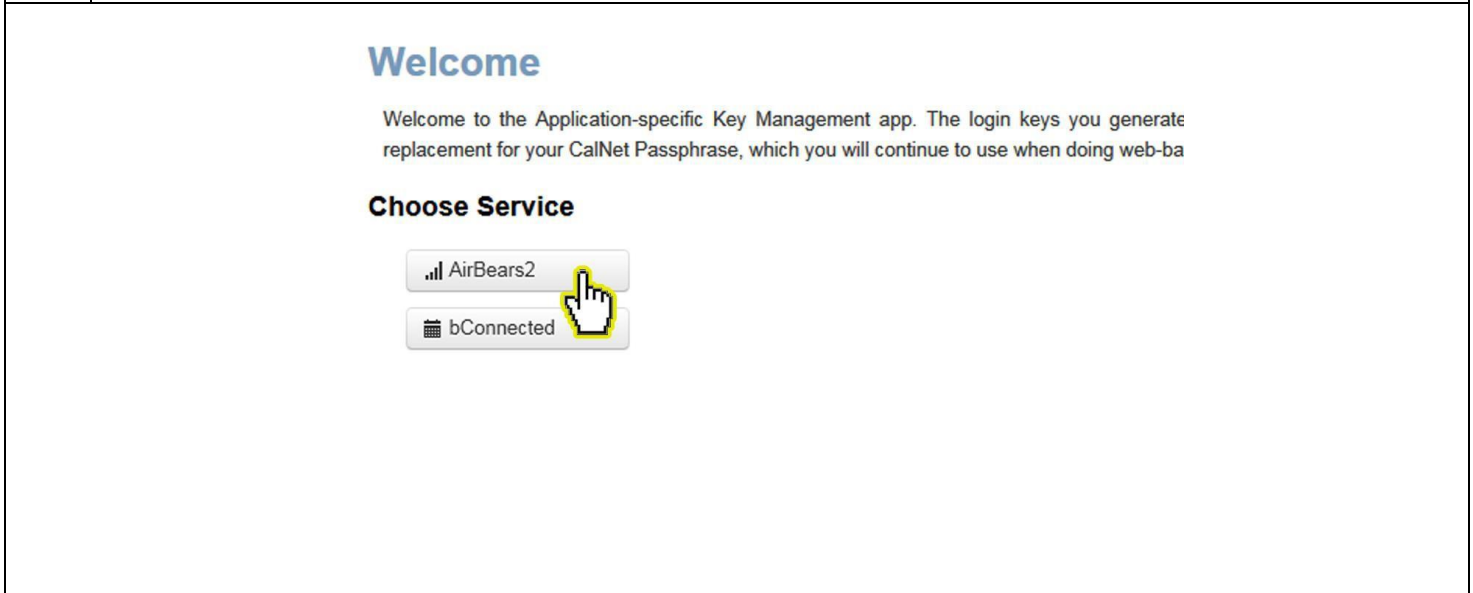 Welcome
Welcome to the Application-specific Key Management app. The login keys you generate
replacement for your CalNet Passphrase, which you will continue to use when doing web-ba
Choose Service
AirBears2
bConnected